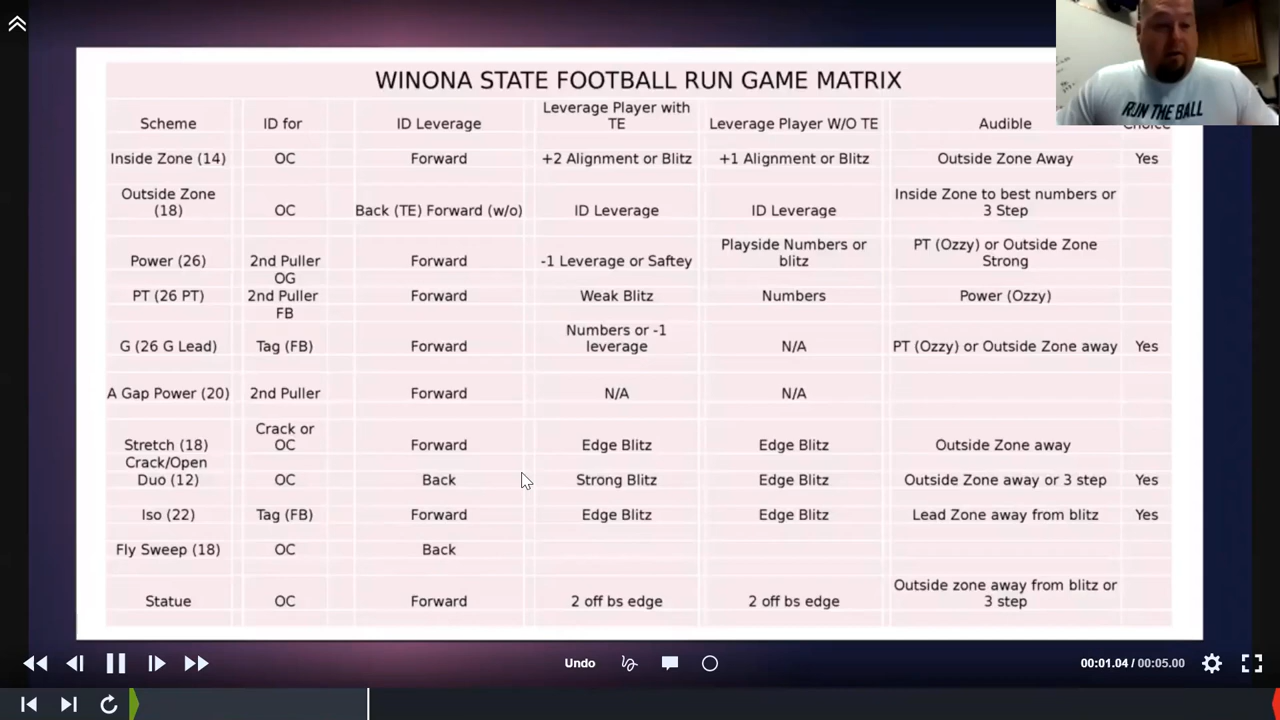 RUN THE BALL
WINONA STATE FOOTBALL RUN GAME MATRIX
Scheme ID for ID Leverage Leverage Player with TE Leverage Player W/O TE Audible Choice
Inside Zone (14) OC Forward +2 Alignment or Blitz +1 Alignment or Blitz Outside Zone Away Yes
Outside Zone (18) OC Back (TE) Forward (w/o) ID Leverage ID Leverage Inside Zone to best numbers or 3 Step
Power (26) 2nd Puller OG Forward -1 Leverage or Saftey Playside Numbers or blitz PT (Ozzy) or Outside Zone Strong
PT (26 PT) 2nd Puller FB Forward Weak Blitz Numbers Power (Ozzy)
G (26 G Lead) Tag (FB) Forward Numbers or -1 leverage N/A PT (Ozzy) or Outside Zone away Yes
A Gap Power (20) 2nd Puller Forward N/A N/A
Stretch (18) Crack/Open Crack or OC Forward Edge Blitz Edge Blitz Outside Zone away
Duo (12) OC Back Strong Blitz Edge Blitz Outside Zone away or 3 step Yes
Iso (22) Tag (FB) Forward Edge Blitz Edge Blitz Lead Zone away from blitz Yes
Fly Sweep (18) OC Back
Statue OC Forward 2 off bs edge 2 off bs edge Outside zone away from blitz or 3 step
Undo 00:01.04 / 00:05.00